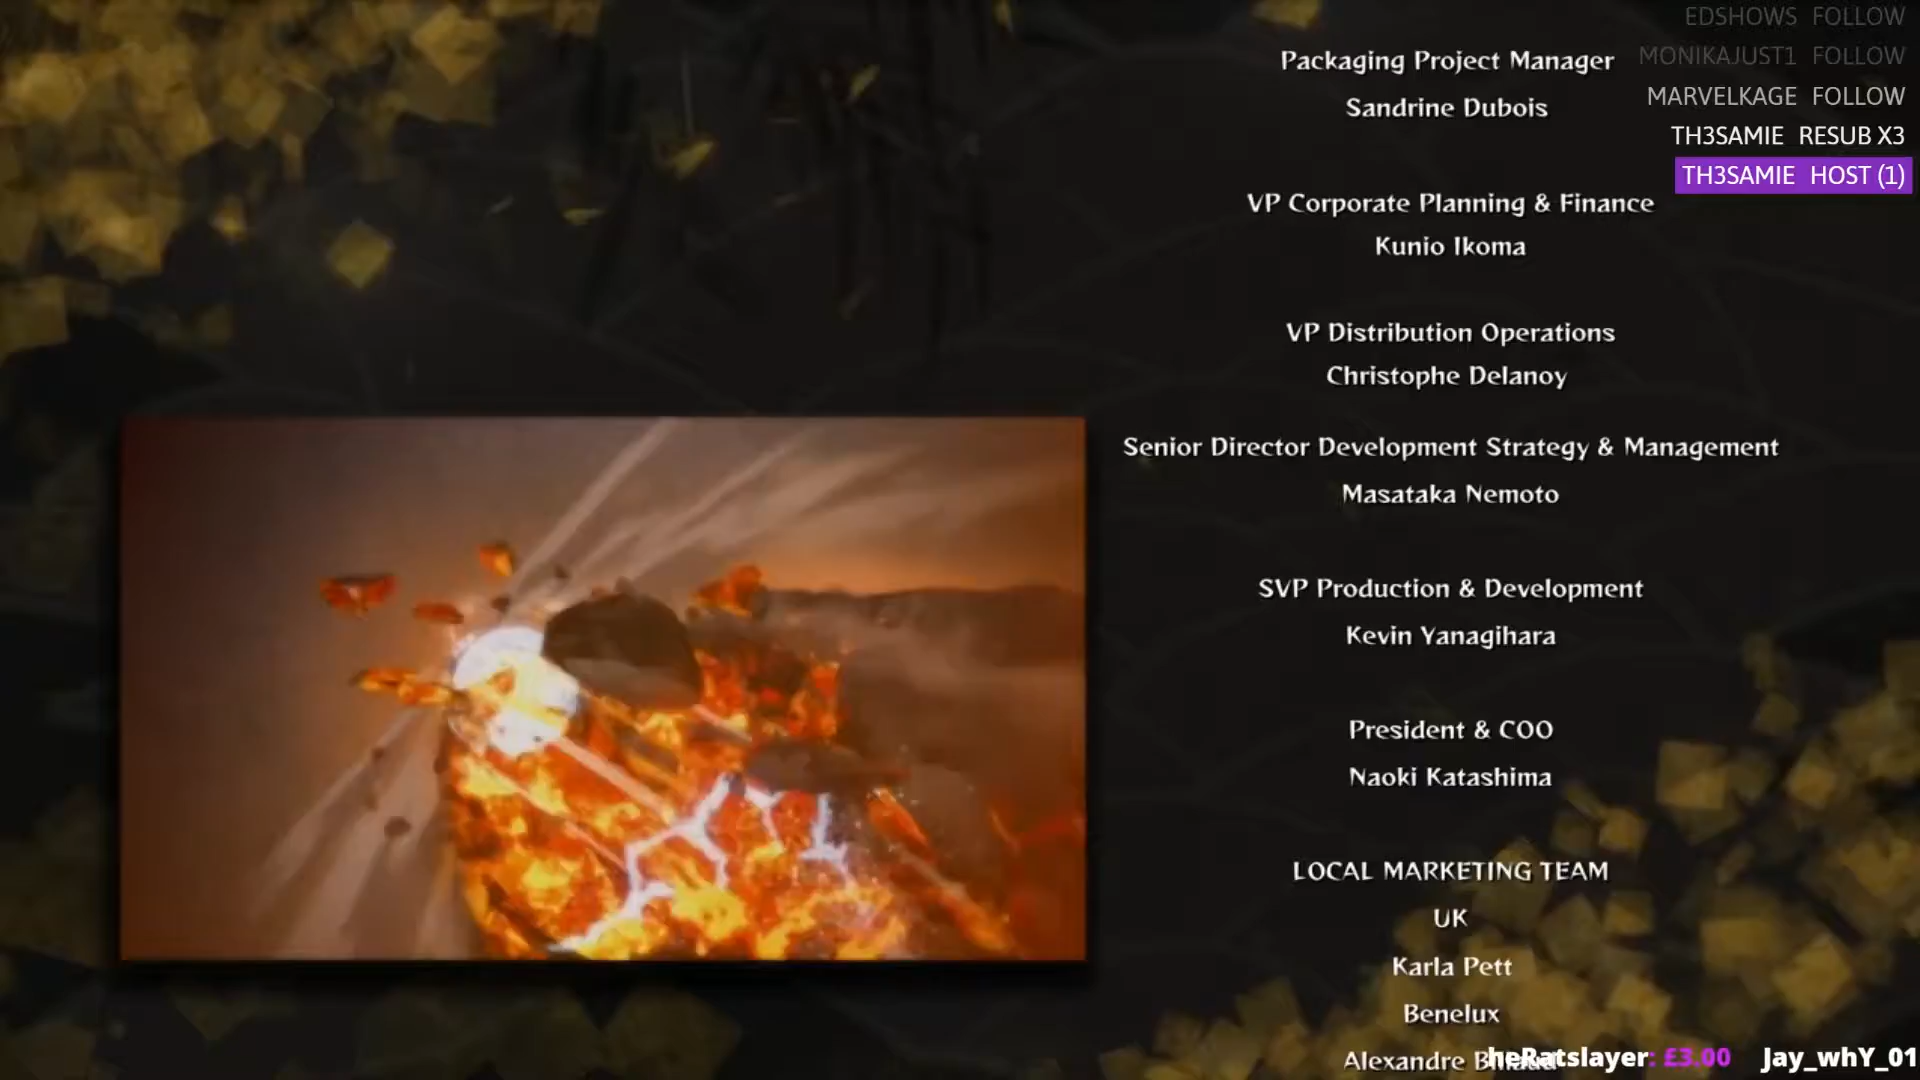 EDSHOWS FOLLOW
Packaging Project Manager
MONIKAJUST1 FOLLOW
MARVELKAGE FOLLOW
Sandrine Dubois
TH3SAMIE RESUB X3
TH3SAMIE HOST (1)
VP Corporate Planning & Finance
Kunio Ikoma
VP Distribution Operations
Christophe Delanoy
Senior Director Development Strategy & Management
Masataka Nemoto
SVP Production & Development
Kevin Yanagihara
President & COO
Naoki Katashima
LOCAL MARKETING TEAM
UK
Karla Pett
Benelux
Alexandre
heRatslayer: £3.00 Jay_whY_01